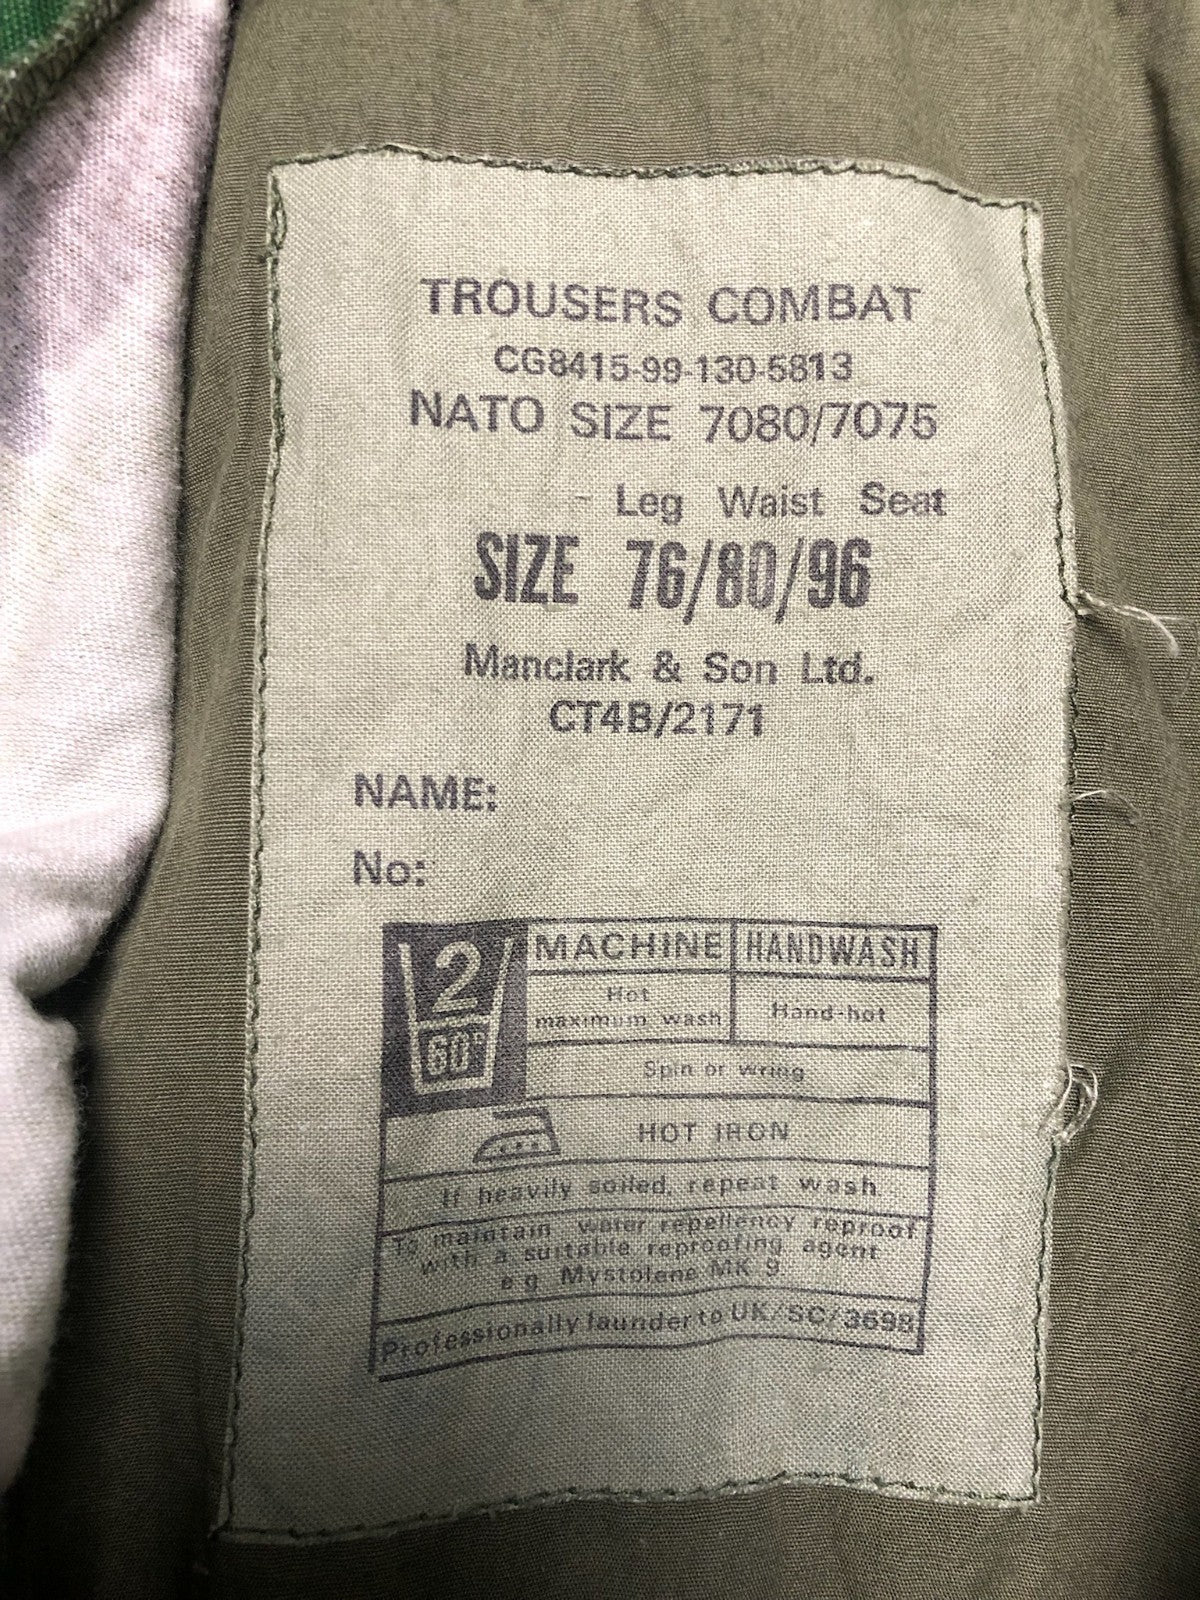 TROUSERS COMBAT
CG8415-99-130-5813
NATO SIZE 7080/7075
Leg Waist Seat
SIZE 76/80/96
Manclark & Son Ltd.
CT4B/2171
NAME:
No:
2
60°
MACHINE
HANDWASH
Hot
maximum wash
Hand-hot
Spin or wring
HOT IRON
If heavily soiled, repeat wash
To maintain water repellency reproof
with a suitable reproofing agent
e g Mystolene MK 9
Professionally launder to UK/SC/3698